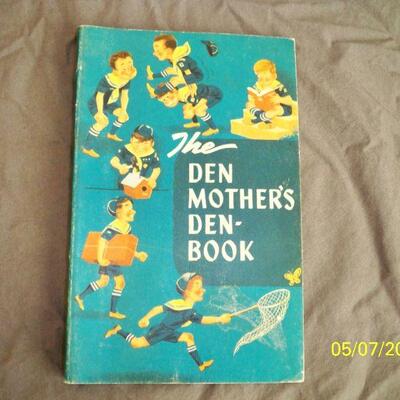 The
DEN
MOTHER'S
DEN-
BOOK
05/07/20